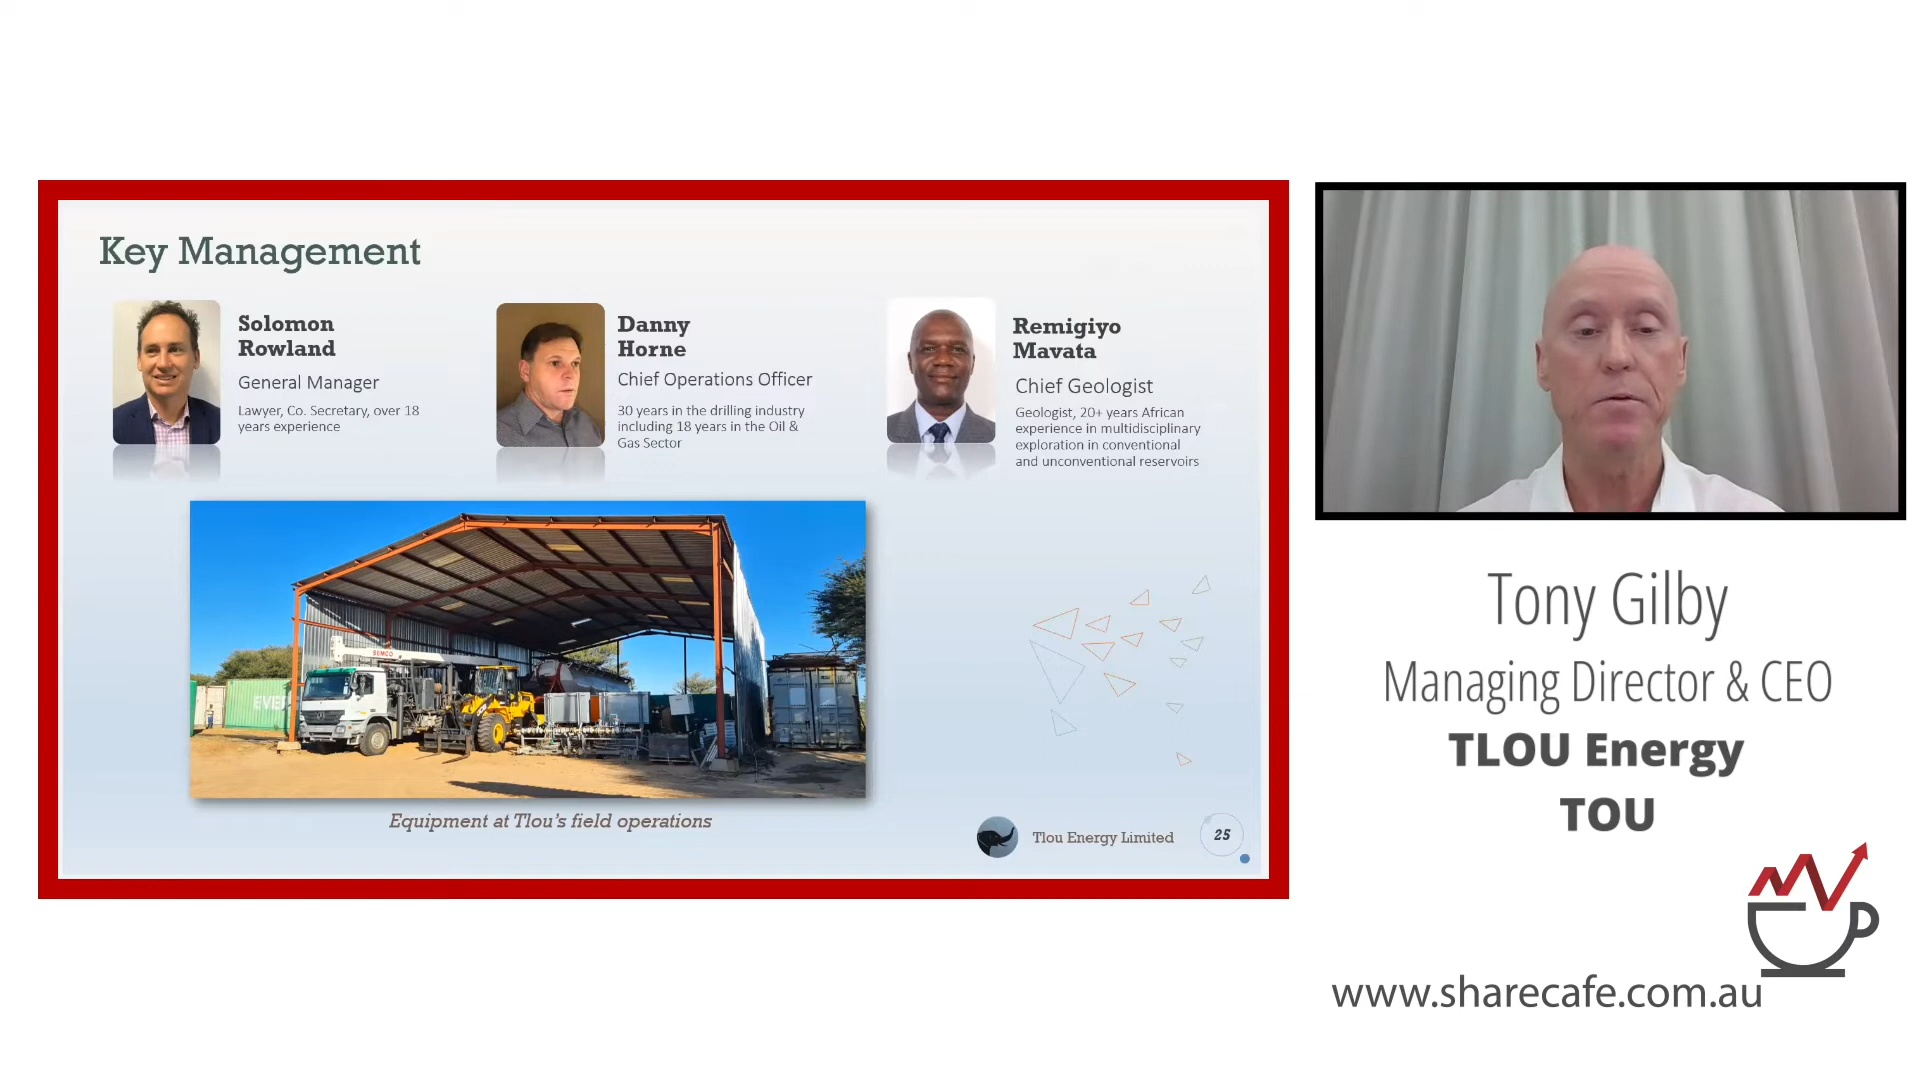 Key Management
Solomon
Rowland
General Manager
Lawyer, Co. Secretary, over 18
years experience
Danny
Horne
Chief Operations Officer
30 years in the drilling industry
including 18 years in the Oil &
Gas Sector
Remigiyo
Mavata
Chief Geologist
Geologist, 20+ years African
experience in multidisciplinary
exploration in conventional
and unconventional reservoirs
SEMCO
EVE
Equipment at Tlou's field operations
Tlou Energy Limited
25
Tony Gilby
Managing Director & CEO
TLOU Energy
TOU
www.sharecafe.com.au